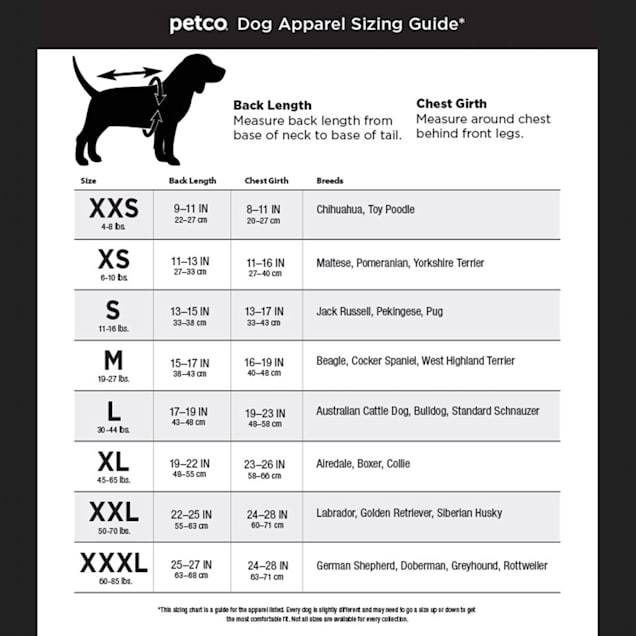 petco Dog Apparel Sizing Guide*
Back Length
Measure back length from
base of neck to base of tail.
Chest Girth
Measure around chest
behind front legs.
Size Back Length Chest Girth Breeds
XXS
4-8 lbs.
9–11 IN
22–27 cm
8–11 IN
20–27 cm
Chihuahua, Toy Poodle
XS
6-10 lbs.
11–13 IN
27–33 cm
11–16 IN
27–40 cm
Maltese, Pomeranian, Yorkshire Terrier
S
11-16 lbs.
13–15 IN
33–38 cm
13–17 IN
33–43 cm
Jack Russell, Pekingese, Pug
M
19-27 lbs.
15–17 IN
38–43 cm
16–19 IN
40–48 cm
Beagle, Cocker Spaniel, West Highland Terrier
L
30-44 lbs.
17–19 IN
43–48 cm
19–23 IN
48–58 cm
Australian Cattle Dog, Bulldog, Standard Schnauzer
XL
45-65 lbs.
19–22 IN
48–55 cm
23–26 IN
58–66 cm
Airedale, Boxer, Collie
XXL
50-70 lbs.
22–25 IN
55–63 cm
24–28 IN
60–71 cm
Labrador, Golden Retriever, Siberian Husky
XXXL
60-85 lbs.
25–27 IN
63–68 cm
24–28 IN
63–71 cm
German Shepherd, Doberman, Greyhound, Rottweiler
*This sizing chart is a guide for the apparel listed. Every dog is slightly different and may need to go a size up or down to get
the most comfortable fit. Not all sizes are available for every collection.